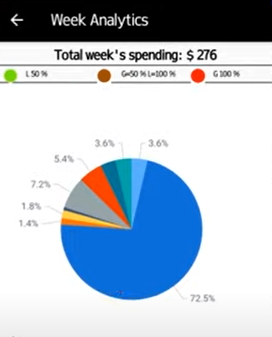 Week Analytics
Total week's spending: $ 276
L 50 %
G=50 % L=100 %
G 100 %
3.6%
3.6%
5.4%
7.2%
1.8%
1.4%
72.5%